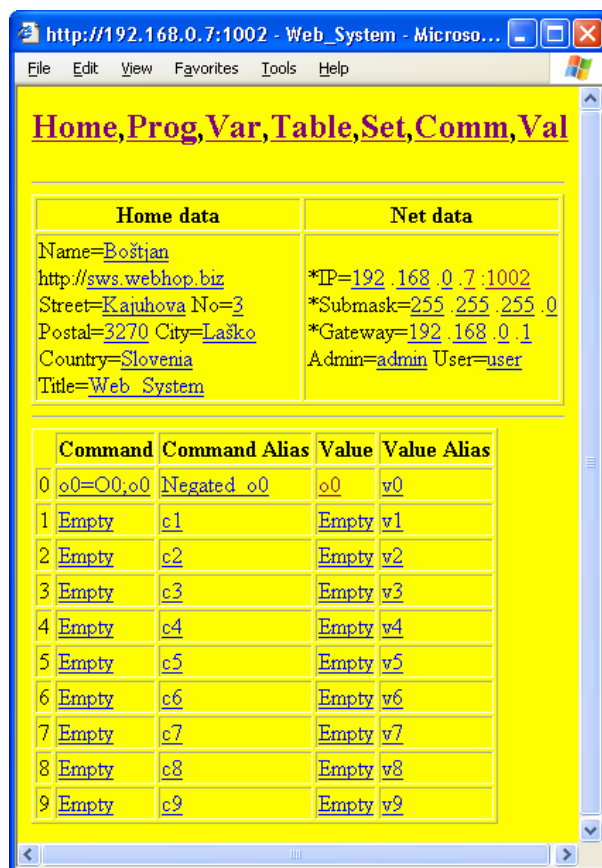 http://192.168.0.7:1002 - Web_System - Microso...
File Edit View Favorites Tools Help
Home,Prog,Var,Table,Set,Comm,Val
Home data Net data
Name=Boštjan
http://sws.webhop.biz *IP=192 .168 .0 .7 :1002
Street=Kajuhova No=3 *Submask=255 .255 .255 .0
Postal=3270 City=Laško *Gateway=192 .168 .0 .1
Country=Slovenia Admin=admin User=user
Title=Web_System
Command Command Alias Value Value Alias
0 o0=O0;o0 Negated_o0 o0 v0
1 Empty c1 Empty v1
2 Empty c2 Empty v2
3 Empty c3 Empty v3
4 Empty c4 Empty v4
5 Empty c5 Empty v5
6 Empty c6 Empty v6
7 Empty c7 Empty v7
8 Empty c8 Empty v8
9 Empty c9 Empty v9